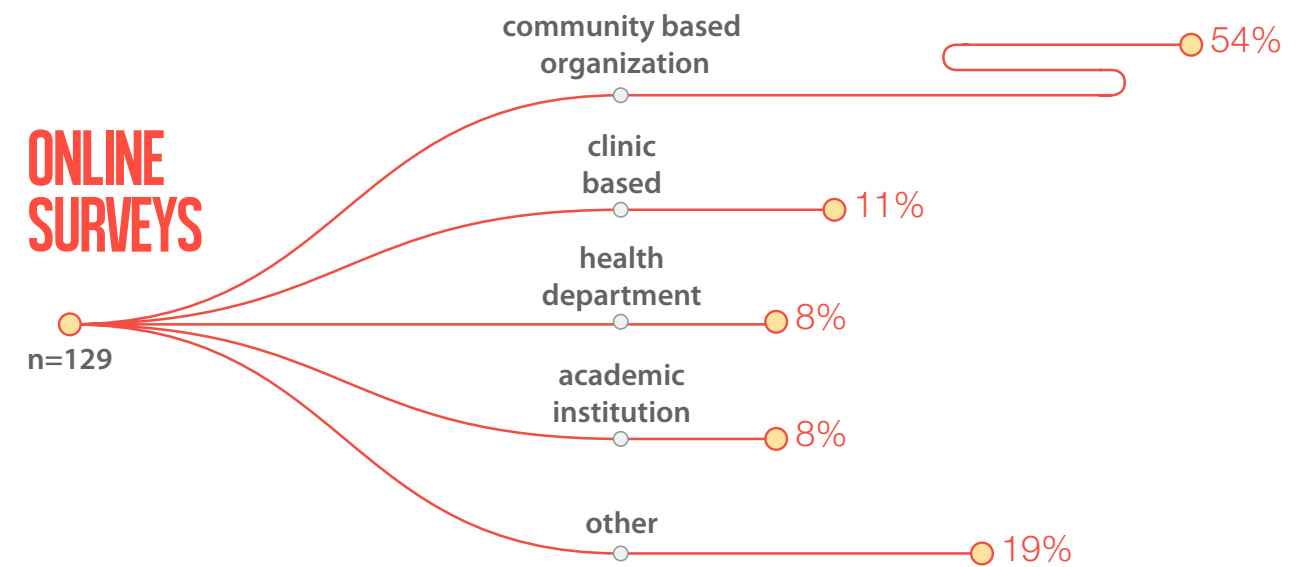 ONLINE
SURVEYS
n=129
community based
organization
54%
clinic
based
11%
health
department
8%
academic
institution
8%
other
19%